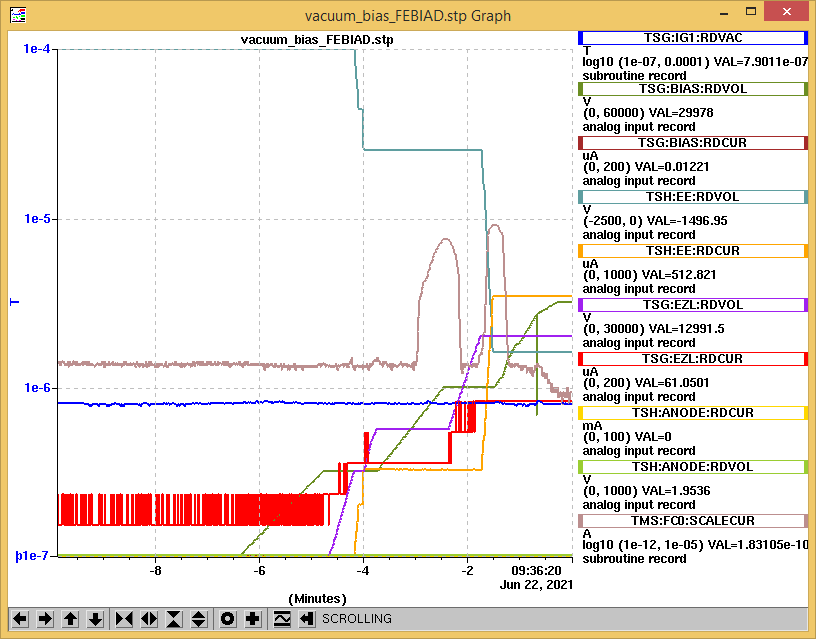 vacuum_bias_FEBIAD.stp Graph
vacuum_bias_FEBIAD.stp
1e-4
1e-5
T
1e-6
1e-7
-8
-6
-4
-2
09:36:20
Jun 22, 2021
(Minutes)
TSG:IG1:RDVAC
T
log10 (1e-07, 0.0001) VAL=7.9011e-07
subroutine record
TSG:BIAS:RDVOL
V
(0, 60000) VAL=29978
analog input record
TSG:BIAS:RDCUR
uA
(0, 200) VAL=0.01221
analog input record
TSH:EE:RDVOL
V
(-2500, 0) VAL=-1496.95
analog input record
TSH:EE:RDCUR
uA
(0, 1000) VAL=512.821
analog input record
TSG:EZL:RDVOL
V
(0, 30000) VAL=12991.5
analog input record
TSG:EZL:RDCUR
uA
(0, 200) VAL=61.0501
analog input record
TSH:ANODE:RDCUR
mA
(0, 100) VAL=0
analog input record
TSH:ANODE:RDVOL
V
(0, 1000) VAL=1.9536
analog input record
TMS:FC0:SCALECUR
A
log10 (1e-12, 1e-05) VAL=1.83105e-10
subroutine record
SCROLLING